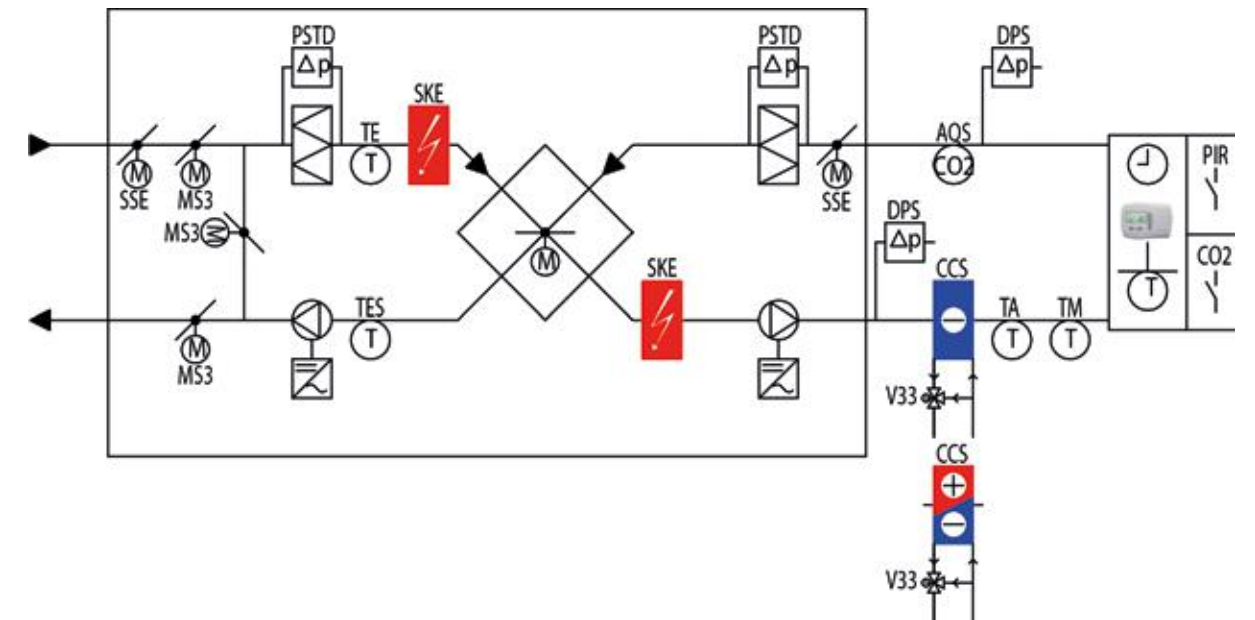 PSTD
PSTD
DPS
Δp
Δp
Δp
SKE
TE
AQS
T
CO2
PIR
M
M
M
SSE
MS3
SSE
MS3
M
DPS
Δp
M
SKE
CCS
CO2
TES
TA
TM
T
T
T
T
M
MS3
V33
CCS
V33